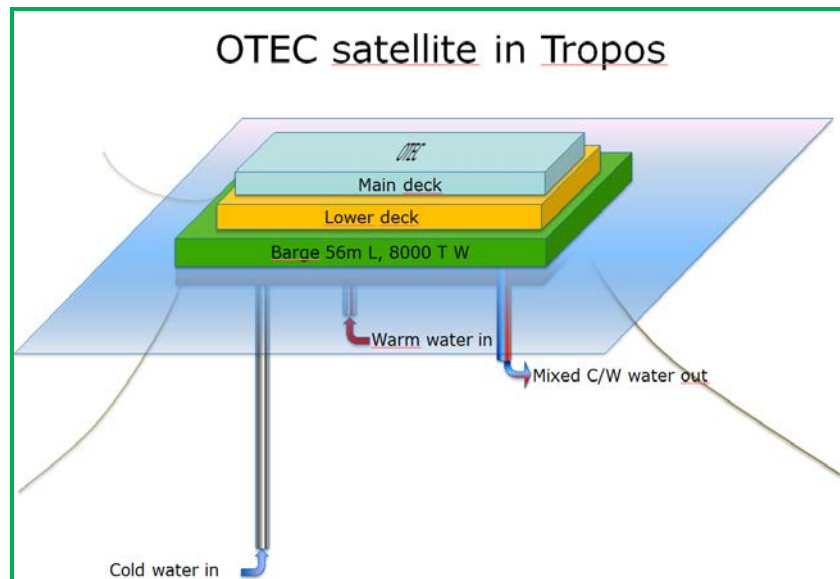 OTEC satellite in Tropos
OTEC
Main deck
Lower deck
Barge 56m L, 8000 T W
Warm water in
Mixed C/W water out
Cold water in